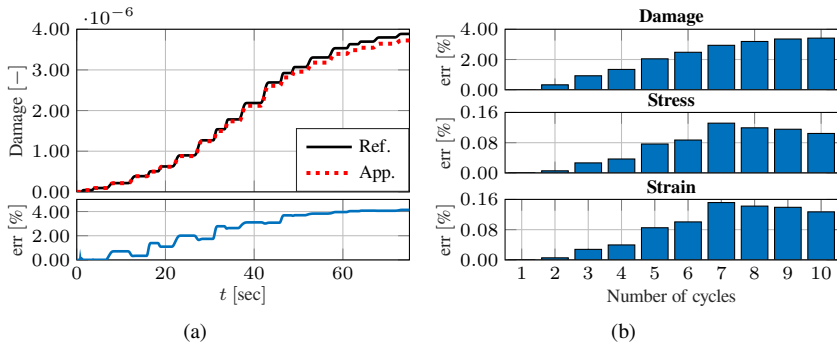 ·10⁻⁶
4.00
3.00
2.00
1.00
0.00
Damage [−]
Ref.
App.
4.00
2.00
0.00
err [%]
0 20 40 60
t [sec]
(a)
Damage
4.00
2.00
0.00
err [%]
Stress
0.16
0.08
0.00
err [%]
Strain
0.16
0.08
0.00
err [%]
1 2 3 4 5 6 7 8 9 10
Number of cycles
(b)